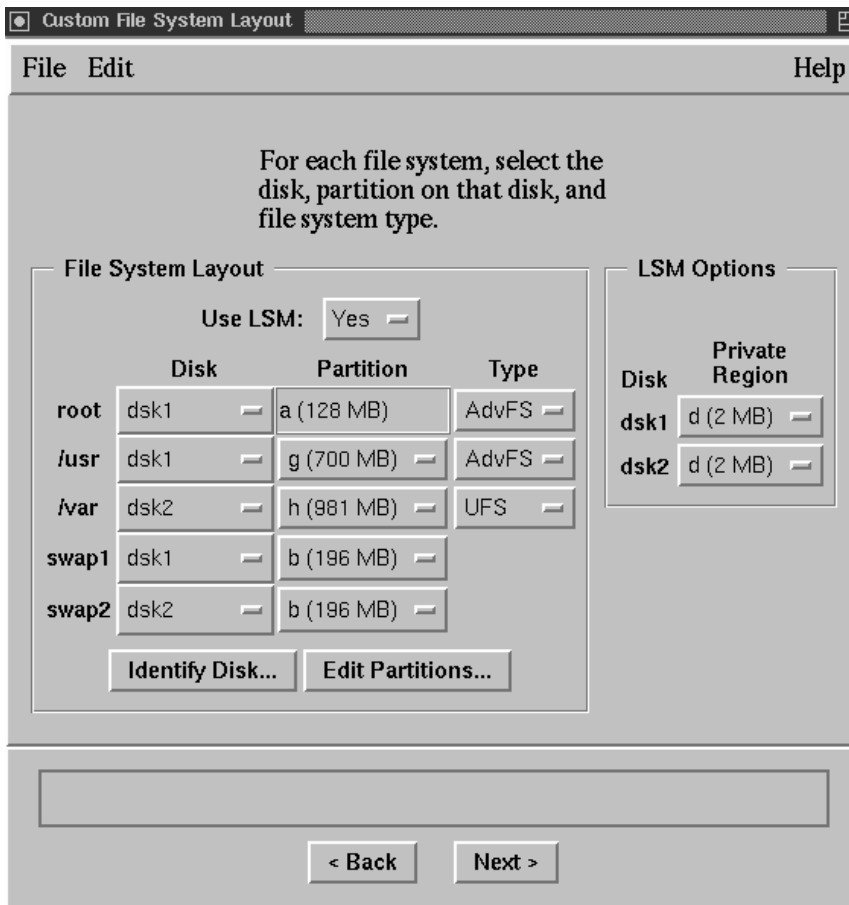 Custom File System Layout
File Edit Help
For each file system, select the
disk, partition on that disk, and
file system type.
File System Layout
Use LSM: Yes
Disk Partition Type
root dsk1 a (128 MB) AdvFS
/usr dsk1 g (700 MB) AdvFS
/var dsk2 h (981 MB) UFS
swap1 dsk1 b (196 MB)
swap2 dsk2 b (196 MB)
Identify Disk... Edit Partitions...
LSM Options
Disk Private
Region
dsk1 d (2 MB)
dsk2 d (2 MB)
< Back Next >